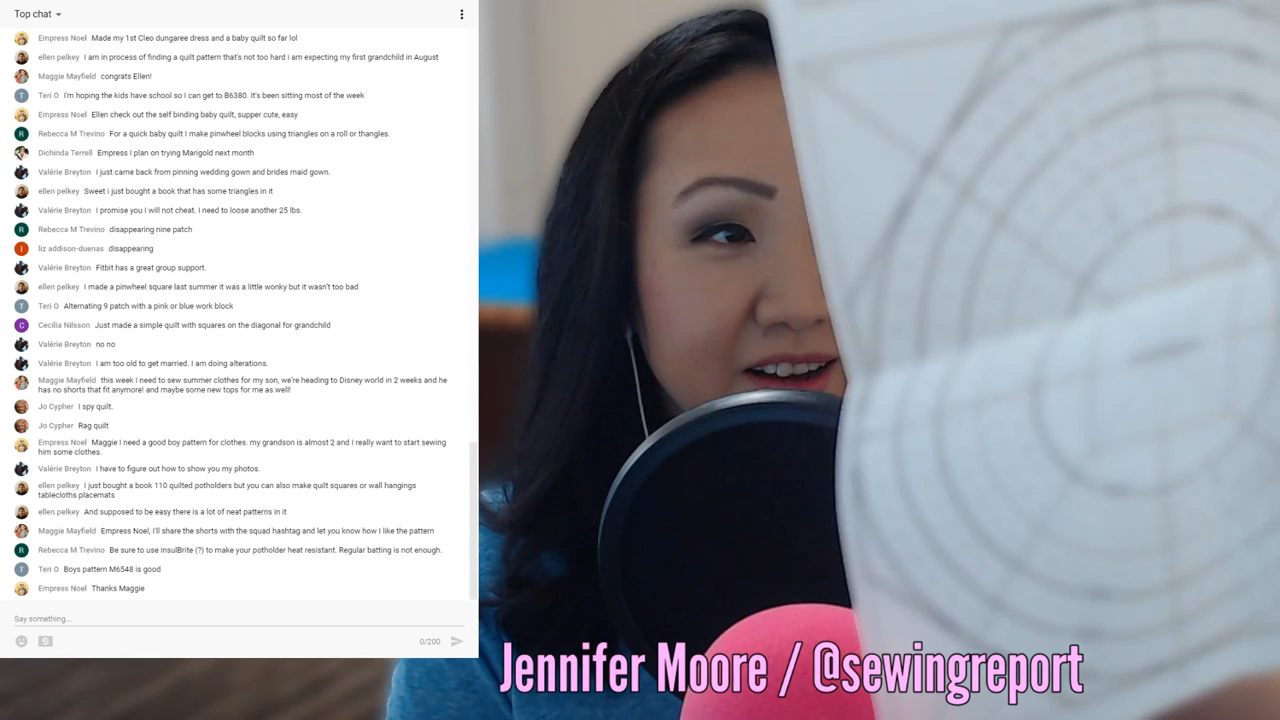 Top chat
Empress Noel Made my 1st Cleo dungaree dress and a baby quilt so far lol
ellen pelkey I am in process of finding a quilt pattern that's not too hard i am expecting my first grandchild in August
Maggie Mayfield congrats Ellen!
Teri O I'm hoping the kids have school so I can get to B6380. It's been sitting most of the week
Empress Noel Ellen check out the self binding baby quilt, supper cute, easy
R Rebecca M Trevino For a quick baby quilt I make pinwheel blocks using triangles on a roll or thangles.
Dichinda Terrell Empress I plan on trying Marigold next month
Valérie Breyton I just came back from pinning wedding gown and brides maid gown.
ellen pelkey Sweet i just bought a book that has some triangles in it
Valérie Breyton I promise you I will not cheat. I need to loose another 25 lbs.
R Rebecca M Trevino disappearing nine patch
l liz addison-duenas disappearing
Valérie Breyton Fitbit has a great group support.
ellen pelkey I made a pinwheel square last summer it was a little wonky but it wasn't too bad
T Teri O Alternating 9 patch with a pink or blue work block
C Cecilia Nilsson Just made a simple quilt with squares on the diagonal for grandchild
Valérie Breyton no no
Valérie Breyton I am too old to get married. I am doing alterations.
Maggie Mayfield this week I need to sew summer clothes for my son, we're heading to Disney world in 2 weeks and he
has no shorts that fit anymore! and maybe some new tops for me as well!
Jo Cypher I spy quilt.
Jo Cypher Rag quilt
Empress Noel Maggie I need a good boy pattern for clothes. my grandson is almost 2 and I really want to start sewing
him some clothes.
Valérie Breyton I have to figure out how to show you my photos.
ellen pelkey I just bought a book 110 quilted potholders but you can also make quilt squares or wall hangings
tablecloths placemats
ellen pelkey And supposed to be easy there is a lot of neat patterns in it
Maggie Mayfield Empress Noel, I'll share the shorts with the squad hashtag and let you know how I like the pattern
R Rebecca M Trevino Be sure to use InsulBrite (?) to make your potholder heat resistant. Regular batting is not enough.
T Teri O Boys pattern M6548 is good
Empress Noel Thanks Maggie
Say something...
0/200
Jennifer Moore / @sewingreport